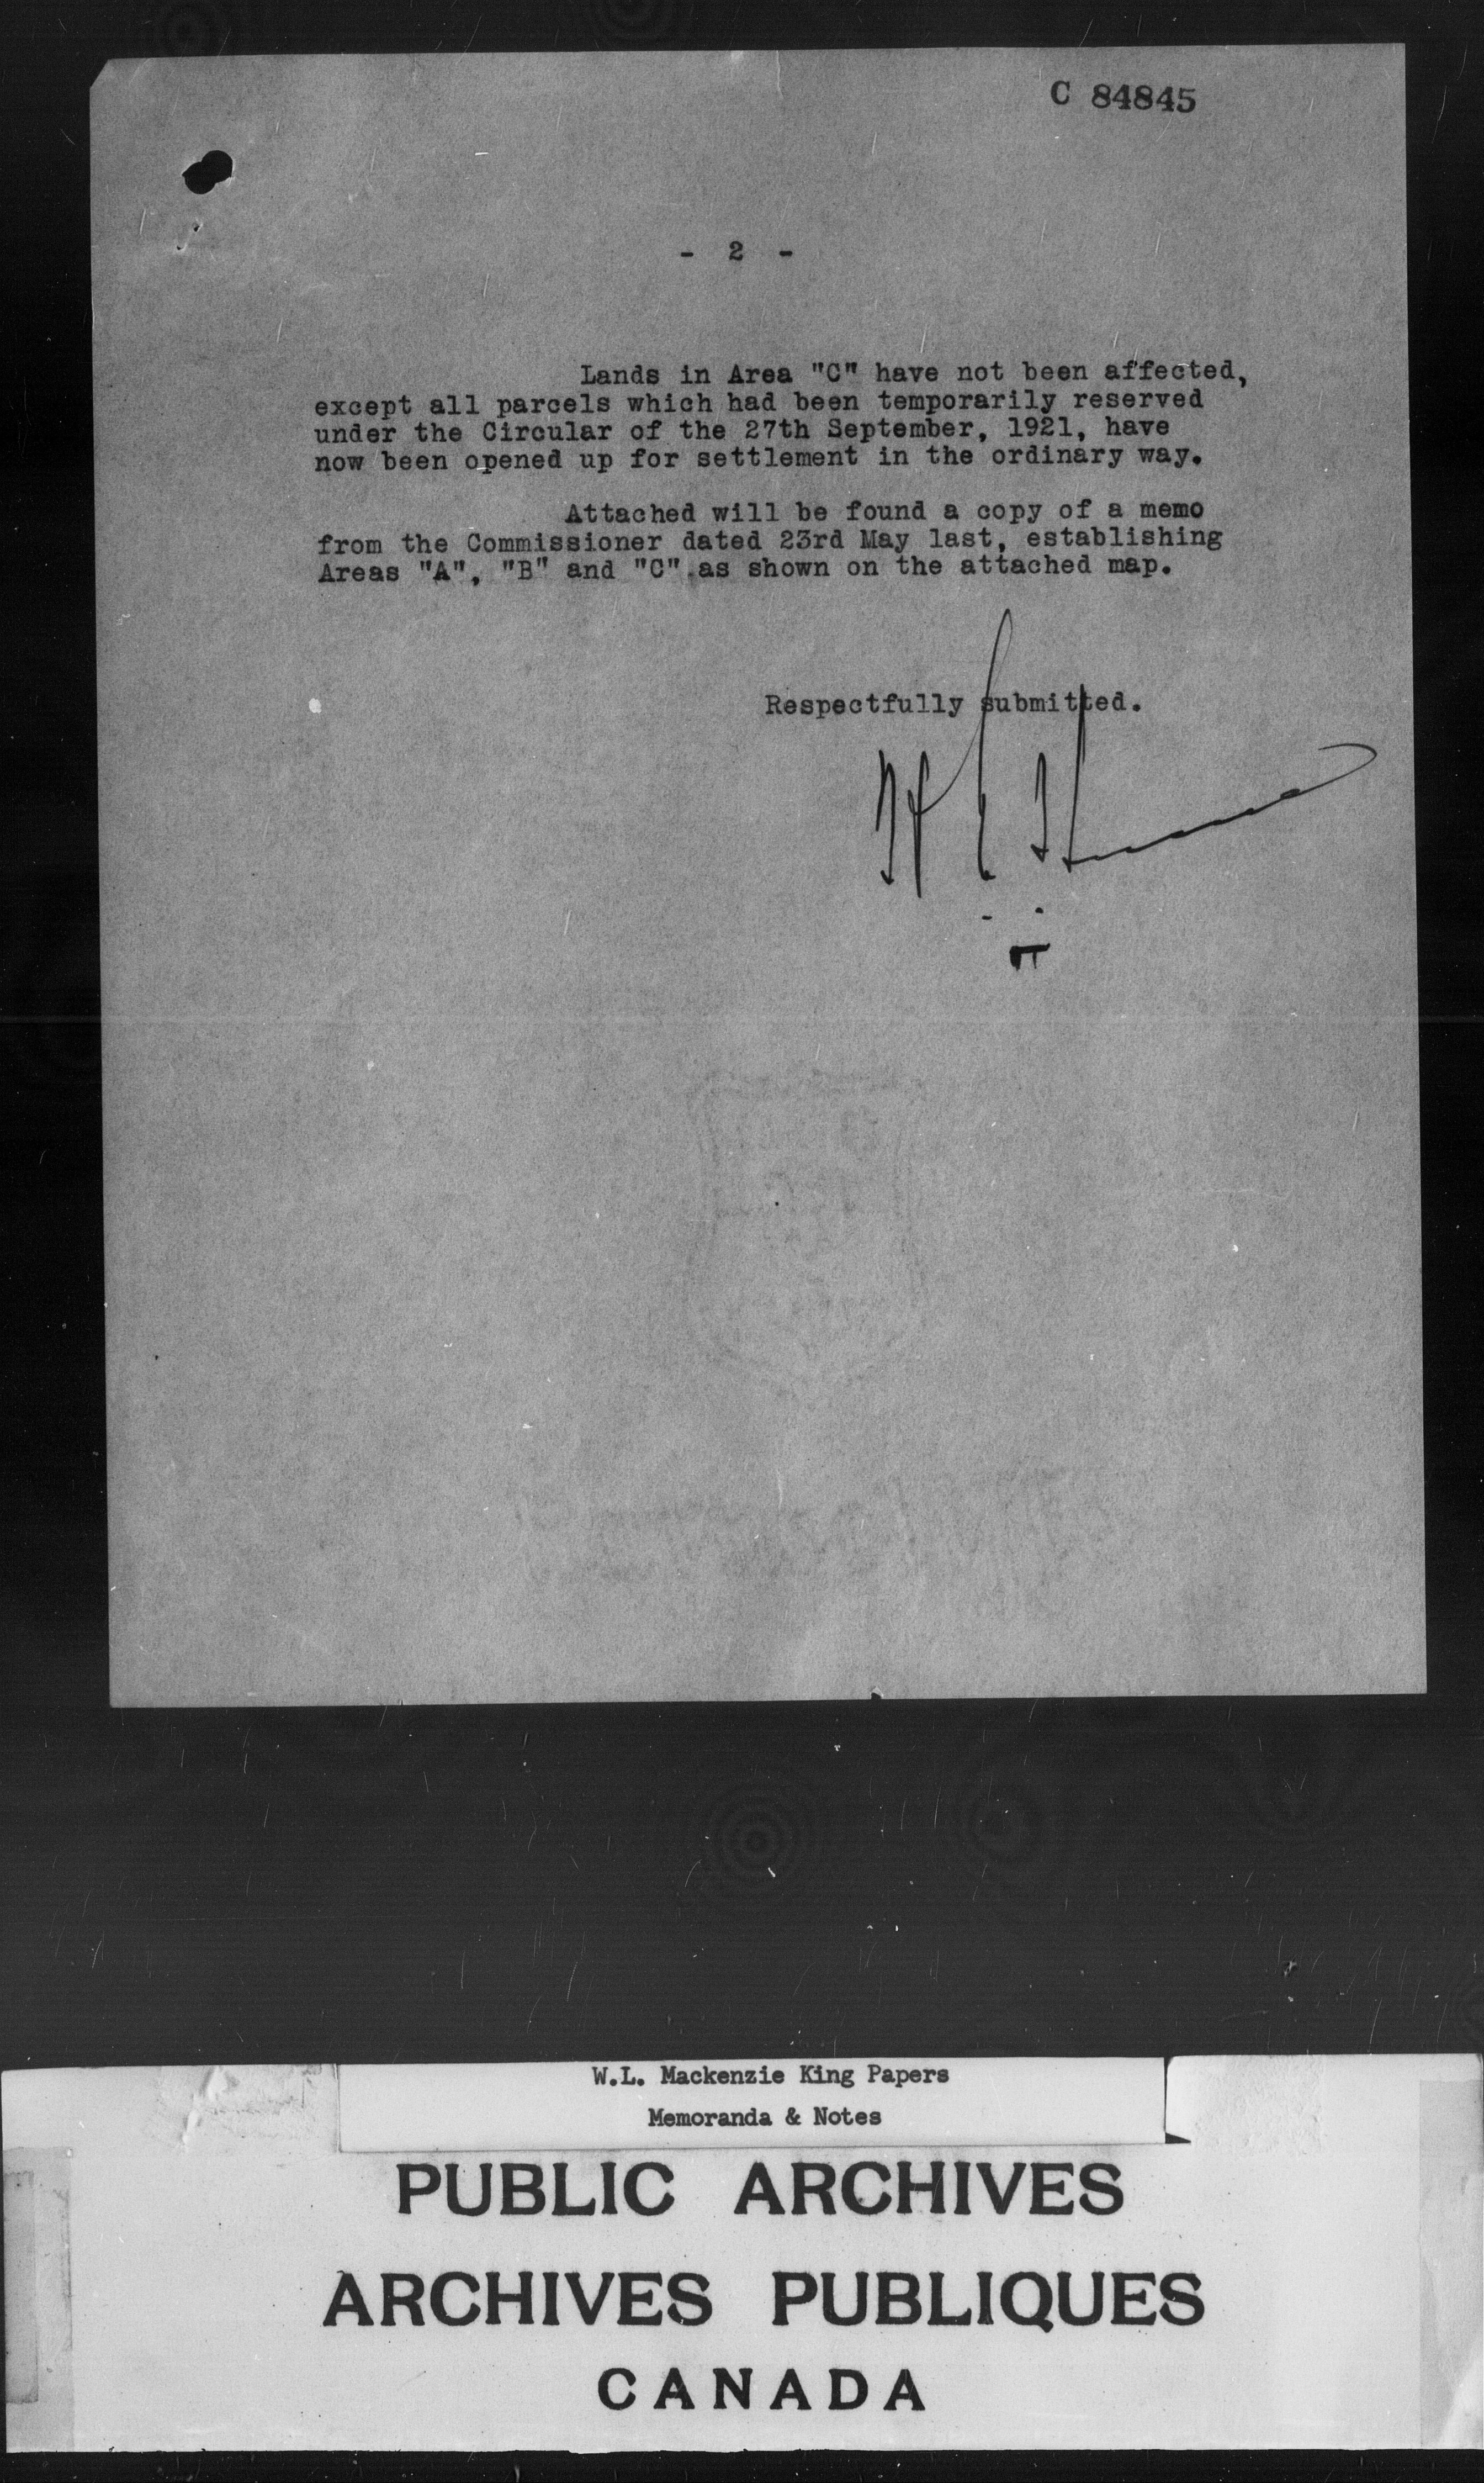 C 84845
- 2 -
Lands in Area "C" have not been affected,
except all parcels which had been temporarily reserved
under the Circular of the 27th September, 1921, have
now been opened up for settlement in the ordinary way.
Attached will be found a copy of a memo
from the Commissioner dated 23rd May last, establishing
Areas "A", "B" and "C" as shown on the attached map.
Respectfully submitted.
W.L. Mackenzie King Papers
Memoranda & Notes
PUBLIC ARCHIVES
ARCHIVES PUBLIQUES
CANADA